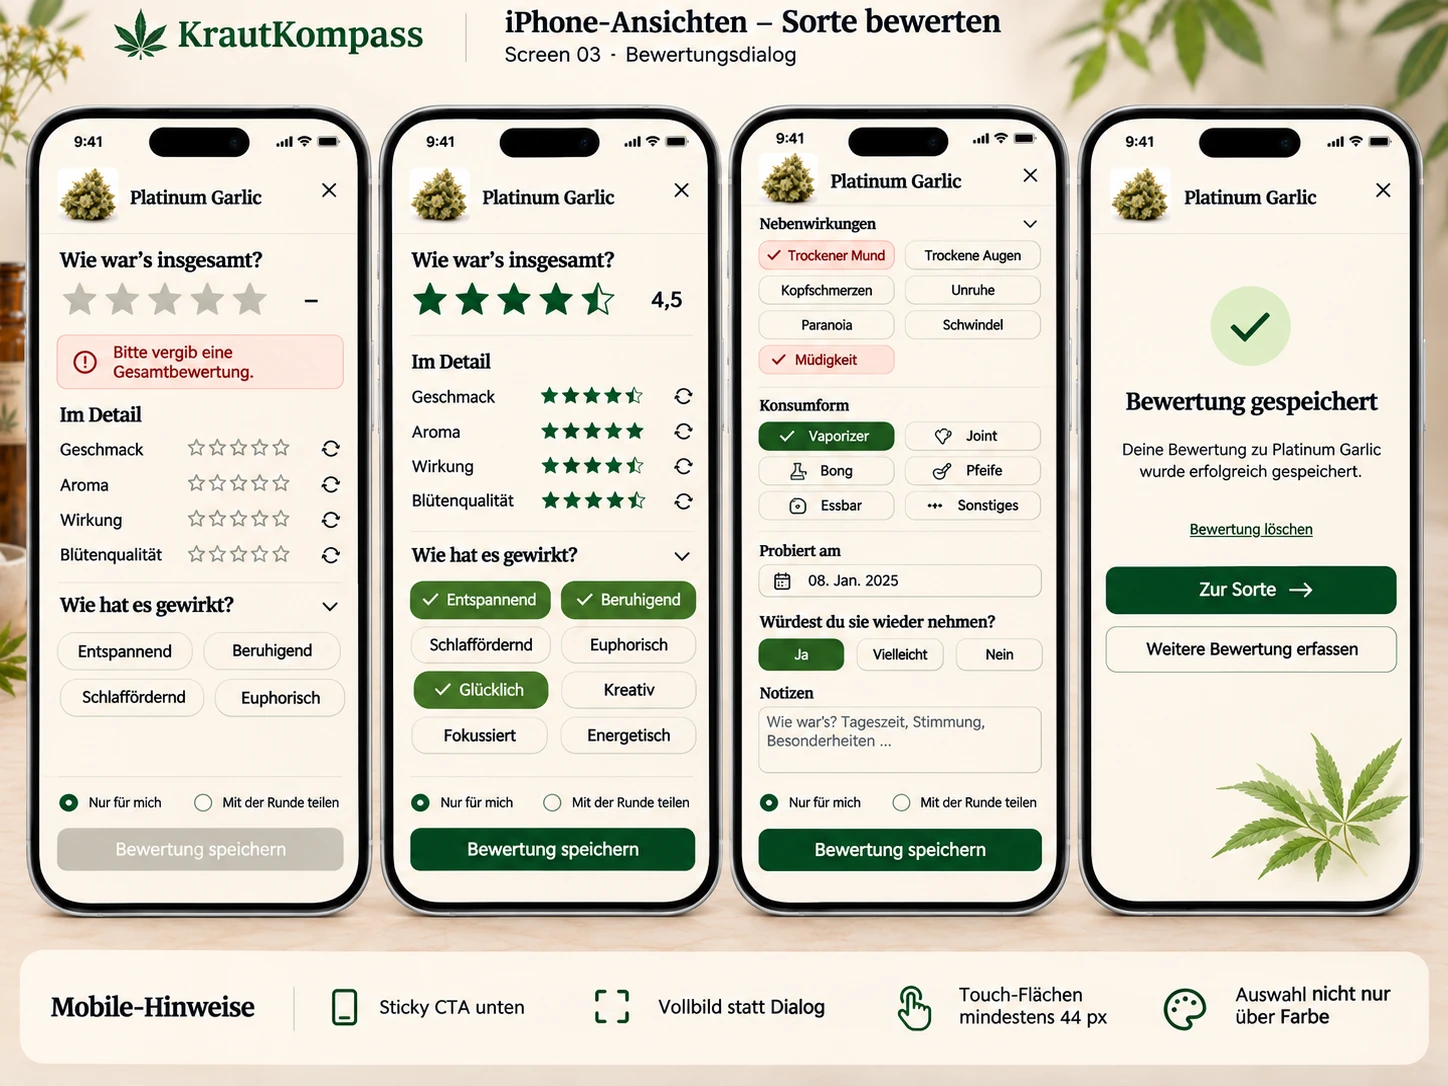 KrautKompass
iPhone-Ansichten – Sorte bewerten
Screen 03 - Bewertungsdialog
9:41
Platinum Garlic
Wie war's insgesamt?
–
Bitte vergib eine
Gesamtbewertung.
Im Detail
Geschmack
Aroma
Wirkung
Blütenqualität
Wie hat es gewirkt?
Entspannend
Beruhigend
Schlaffördernd
Euphorisch
Nur für mich
Mit der Runde teilen
Bewertung speichern
9:41
Platinum Garlic
Wie war's insgesamt?
4,5
Im Detail
Geschmack
Aroma
Wirkung
Blütenqualität
Wie hat es gewirkt?
Entspannend
Beruhigend
Schlaffördernd
Euphorisch
Glücklich
Kreativ
Fokussiert
Energetisch
Nur für mich
Mit der Runde teilen
Bewertung speichern
9:41
Platinum Garlic
Nebenwirkungen
Trockener Mund
Trockene Augen
Kopfschmerzen
Unruhe
Paranoia
Schwindel
Müdigkeit
Konsumform
Vaporizer
Joint
Bong
Pfeife
Essbar
Sonstiges
Probiert am
08. Jan. 2025
Würdest du sie wieder nehmen?
Ja
Vielleicht
Nein
Notizen
Wie war's? Tageszeit, Stimmung,
Besonderheiten ...
Nur für mich
Mit der Runde teilen
Bewertung speichern
9:41
Platinum Garlic
Bewertung gespeichert
Deine Bewertung zu Platinum Garlic
wurde erfolgreich gespeichert.
Bewertung löschen
Zur Sorte
Weitere Bewertung erfassen
Mobile-Hinweise
Sticky CTA unten
Vollbild statt Dialog
Touch-Flächen
mindestens 44 px
Auswahl nicht nur
über Farbe